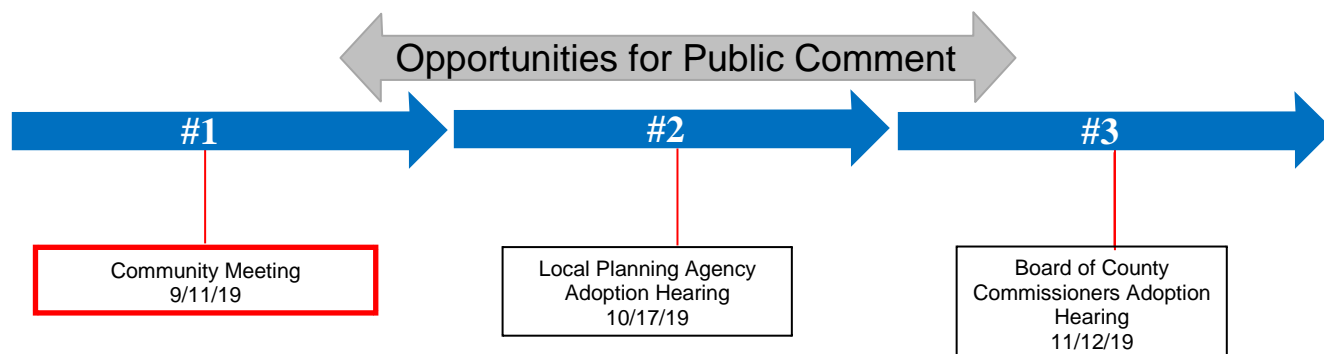 Opportunities for Public Comment
#1
#2
#3
Community Meeting
9/11/19
Local Planning Agency
Adoption Hearing
10/17/19
Board of County
Commissioners Adoption
Hearing
11/12/19